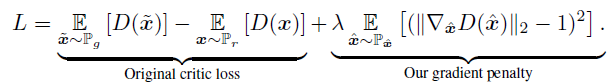 L = 𝔼_{x̃∼ℙ_g} [D(x̃)] − 𝔼_{x∼ℙ_r} [D(x)] + λ 𝔼_{x̂∼ℙ_x̂} [(‖∇_x̂ D(x̂)‖₂ − 1)²] .
Original critic loss Our gradient penalty